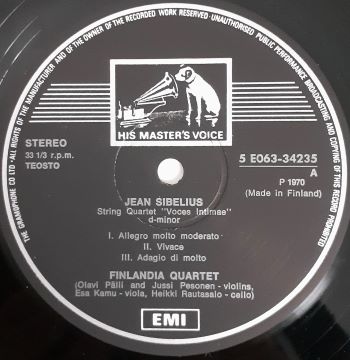 ALL RIGHTS OF THE MANUFACTURER AND OF THE OWNER OF THE RECORDED WORK RESERVED · UNAUTHORISED PUBLIC PERFORMANCE BROADCASTING AND COPYING OF THIS RECORD PROHIBITED · THE GRAMOPHONE CO LTD ·
HIS MASTER'S VOICE
STEREO
33 1/3 r.p.m.
TEOSTO
5 E063-34235
A
P 1970
(Made in Finland)
JEAN SIBELIUS
String Quartet "Voces intimae"
d-minor
I. Allegro molto moderato
II. Vivace
III. Adagio di molto
FINLANDIA QUARTET
(Olavi Pälli and Jussi Pesonen - violins,
Esa Kamu - viola, Heikki Rautasalo - cello)
EMI